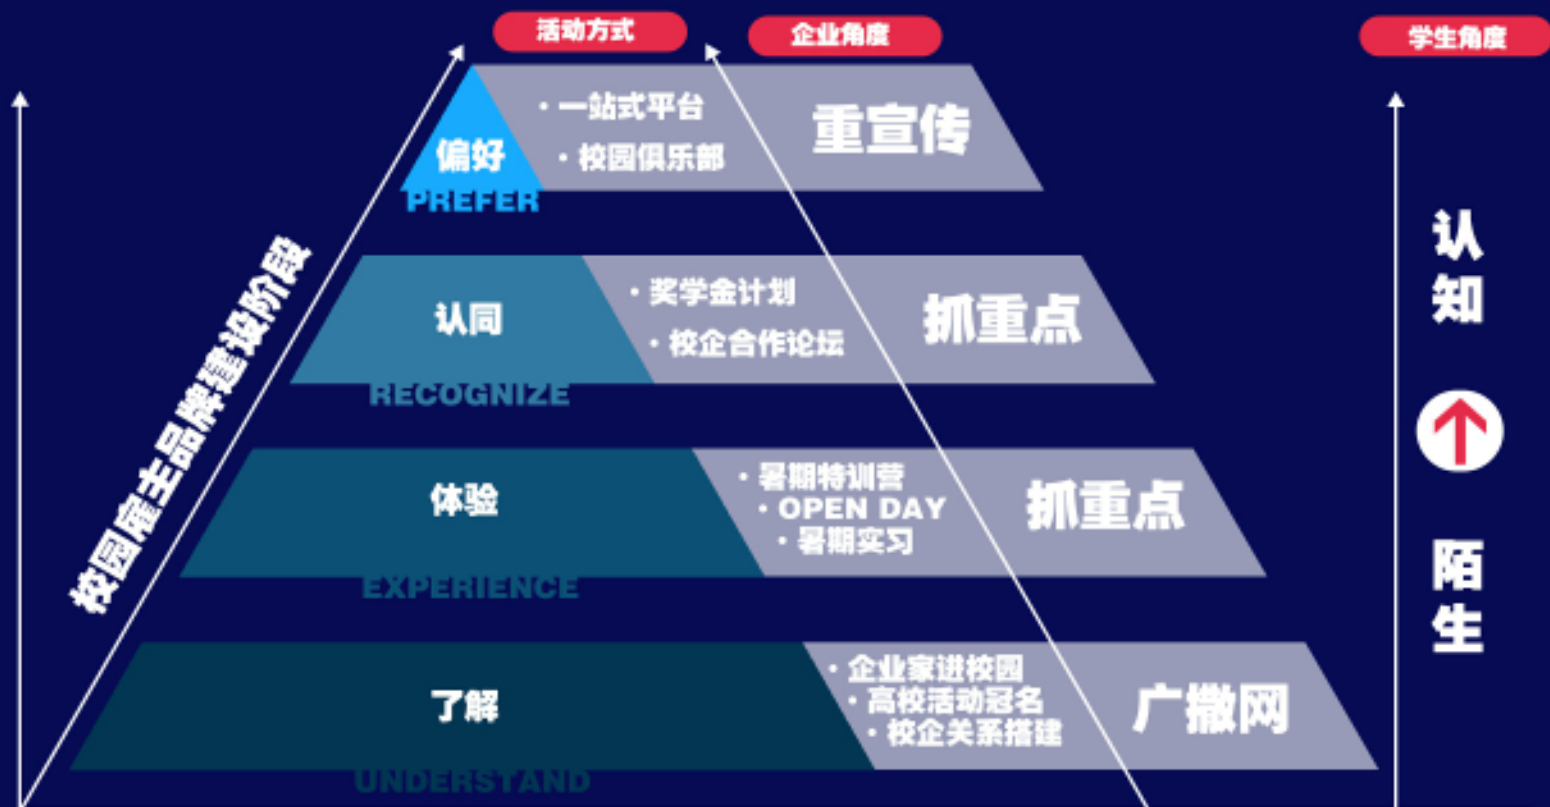 活动方式
企业角度
学生角度
·一站式平台
·校园俱乐部
重宣传
偏好
PREFER
校园雇主品牌建设阶段
认同
RECOGNIZE
·奖学金计划
·校企合作论坛
抓重点
体验
EXPERIENCE
·暑期特训营
·OPEN DAY
·暑期实习
抓重点
了解
UNDERSTAND
·企业家进校园
·高校活动冠名
·校企关系搭建
广撒网
认知
陌生